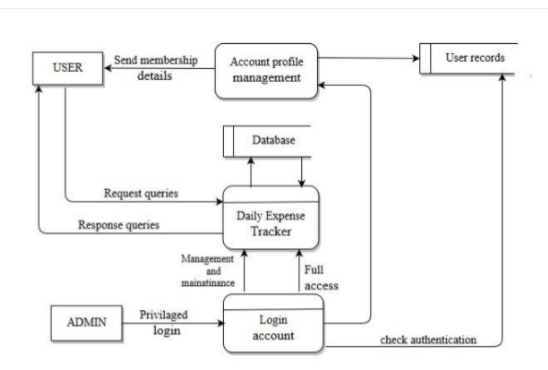 USER
Send membership
details
Account profile
management
User records
Database
Request queries
Response queries
Daily Expense
Tracker
Management
and
mainatinance
Full
access
ADMIN
Privilaged
login
Login
account
check authentication